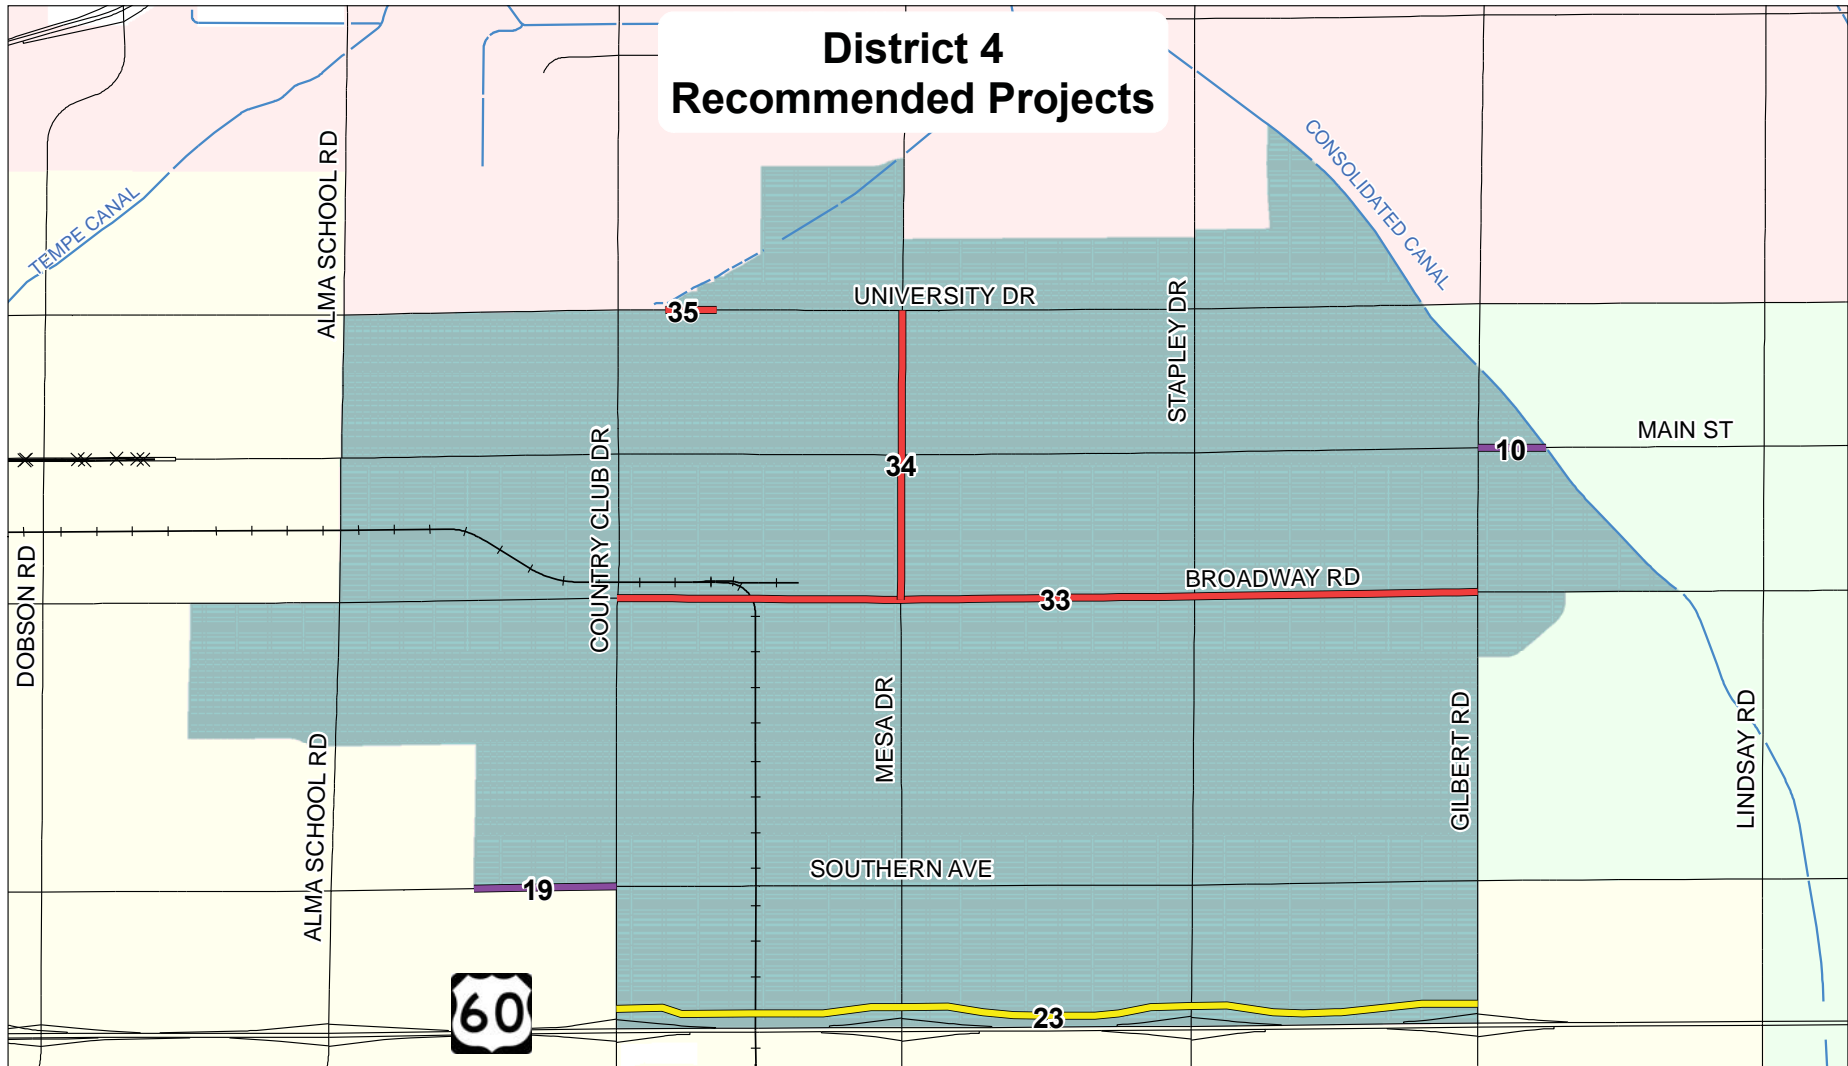 District 4
Recommended Projects
CONSOLIDATED CANAL
ALMA SCHOOL RD
TEMPE CANAL
UNIVERSITY DR
STAPLEY DR
35
MAIN ST
10
COUNTRY CLUB DR
34
DOBSON RD
BROADWAY RD
33
MESA DR
GILBERT RD
LINDSAY RD
ALMA SCHOOL RD
SOUTHERN AVE
19
60
23